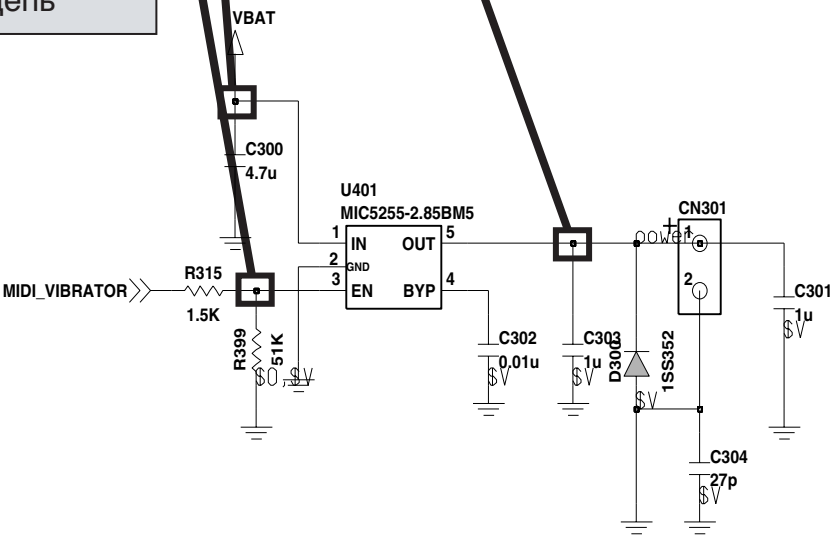 VBAT
C300
4.7u
U401
MIC5255-2.85BM5
CN301
1
IN
OUT
5
power
1
2
GND
3
EN
BYP
4
2
MIDI_VIBRATOR
R315
1.5K
R399
51K
$O,$V
C302
0.01u
$V
C303
1u
$V
D300
1SS352
$V
C301
1u
$V
C304
27p
$V